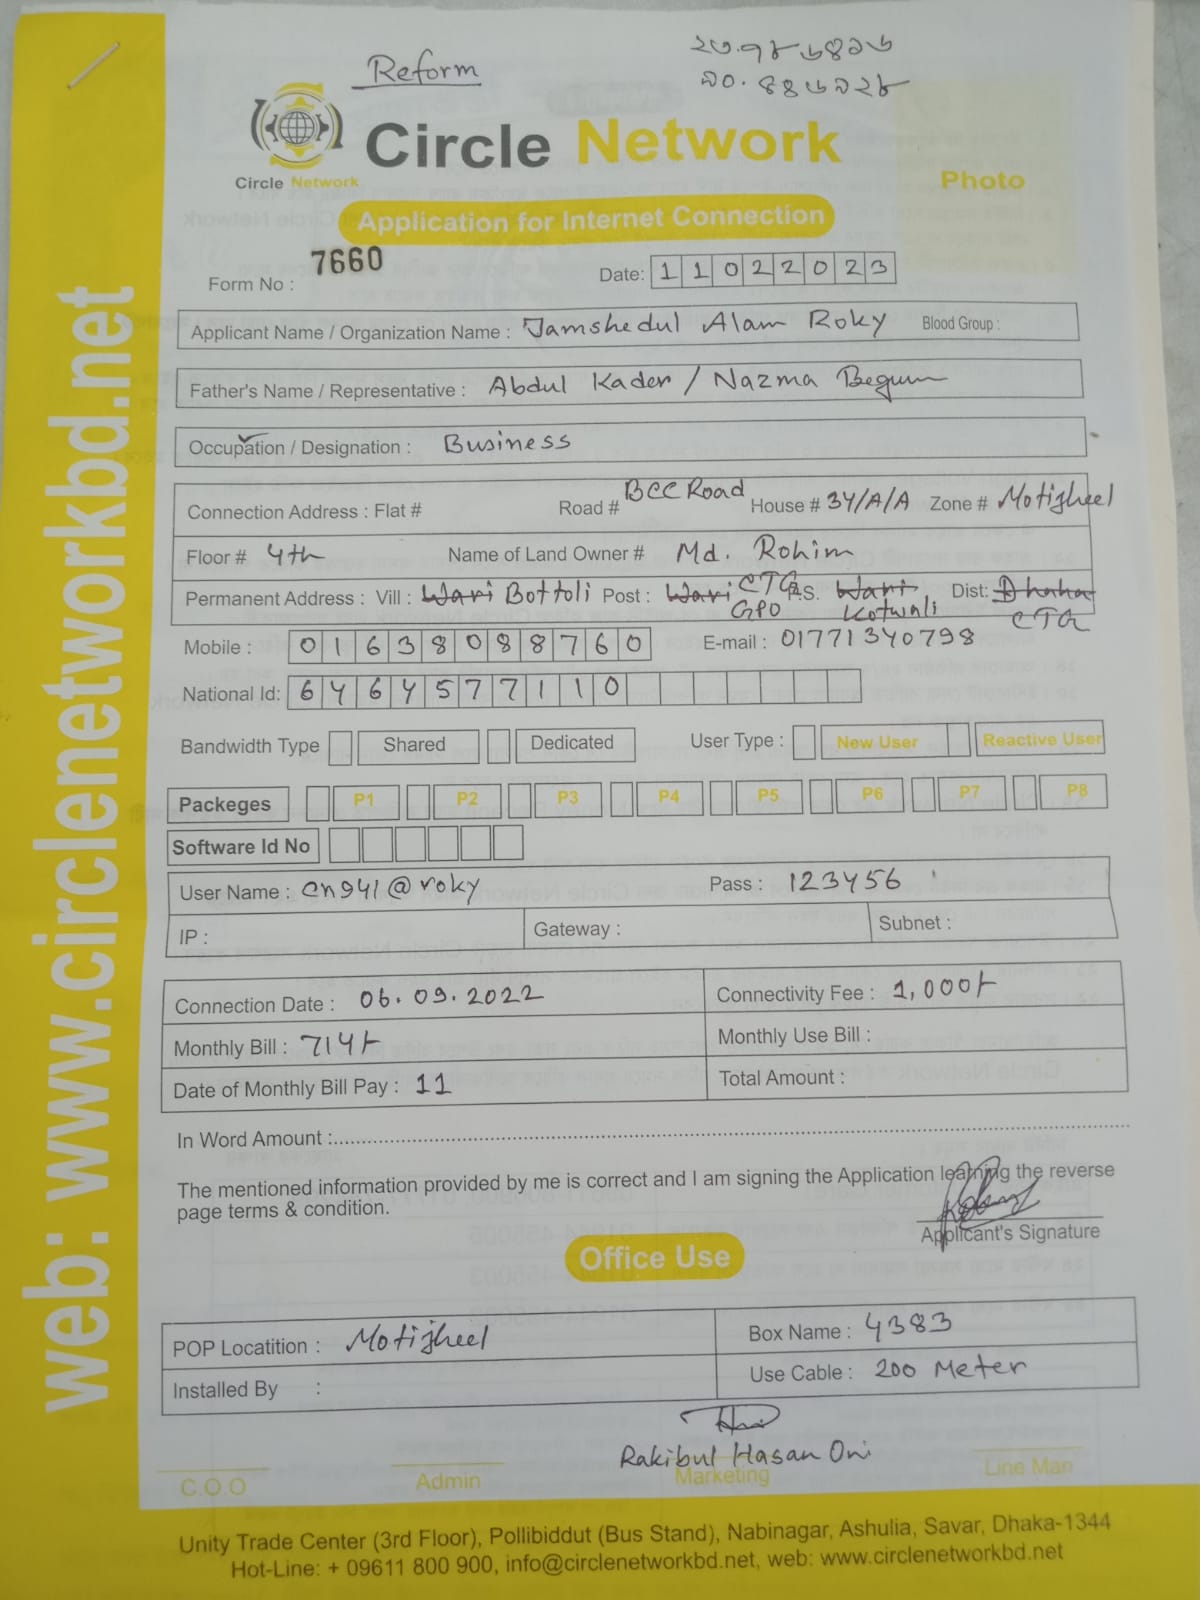 Reform
২৩.৭৮৬৪২৬
৯০.৪৪৬৯২৮
Circle Network
Circle Network
Photo
Application for Internet Connection
Form No : 7660 Date: 11022023
Applicant Name / Organization Name : Jamshedul Alam Roky Blood Group :
Father's Name / Representative : Abdul Kader / Nazma Begum
Occupation / Designation : Business
Connection Address : Flat # Road # BCC Road House # 34/A/A Zone # Motijheel
Floor # 4th Name of Land Owner # Md. Rohim
Permanent Address : Vill : Wari Bottoli Post : Wari CTG GPO P.S. Wari Kotwali Dist: Dhaka CTG
Mobile : 01638088760 E-mail : 01771340798
National Id: 6464577110
Bandwidth Type Shared Dedicated User Type : New User Reactive User
Packeges P1 P2 P3 P4 P5 P6 P7 P8
Software Id No
User Name : cn941@roky Pass : 123456
IP : Gateway : Subnet :
Connection Date : 06.09.2022 Connectivity Fee : 1,000/-
Monthly Bill : 714/- Monthly Use Bill :
Date of Monthly Bill Pay : 11 Total Amount :
In Word Amount :
The mentioned information provided by me is correct and I am signing the Application learning the reverse
page terms & condition.
Applicant's Signature
Office Use
POP Locatition : Motijheel Box Name : 4383
Installed By : Use Cable : 200 Meter
Rakibul Hasan Oni
C.O.O Admin Marketing Line Man
Unity Trade Center (3rd Floor), Pollibiddut (Bus Stand), Nabinagar, Ashulia, Savar, Dhaka-1344
Hot-Line: + 09611 800 900, info@circlenetworkbd.net, web: www.circlenetworkbd.net
web: www.circlenetworkbd.net